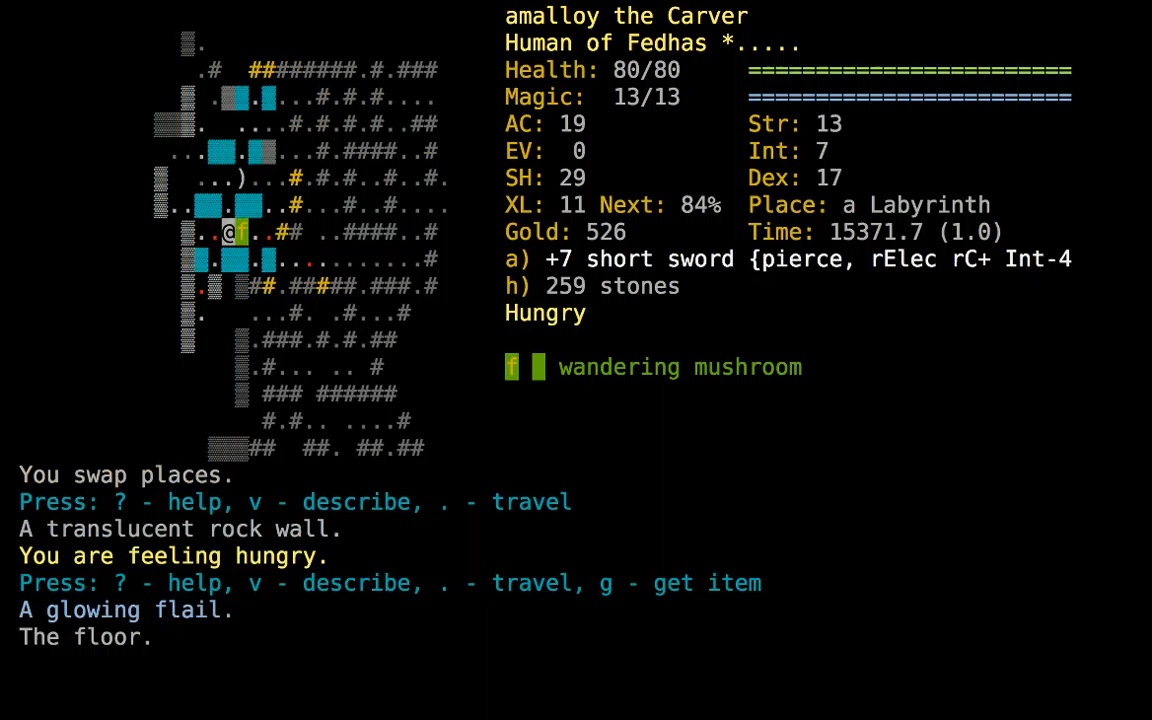 amalloy the Carver
Human of Fedhas *.....
Health: 80/80 ========================
Magic: 13/13 ========================
AC: 19 Str: 13
EV: 0 Int: 7
SH: 29 Dex: 17
XL: 11 Next: 84% Place: a Labyrinth
Gold: 526 Time: 15371.7 (1.0)
a) +7 short sword {pierce, rElec rC+ Int-4
h) 259 stones
Hungry
f wandering mushroom
You swap places.
Press: ? - help, v - describe, . - travel
A translucent rock wall.
You are feeling hungry.
Press: ? - help, v - describe, . - travel, g - get item
A glowing flail.
The floor.